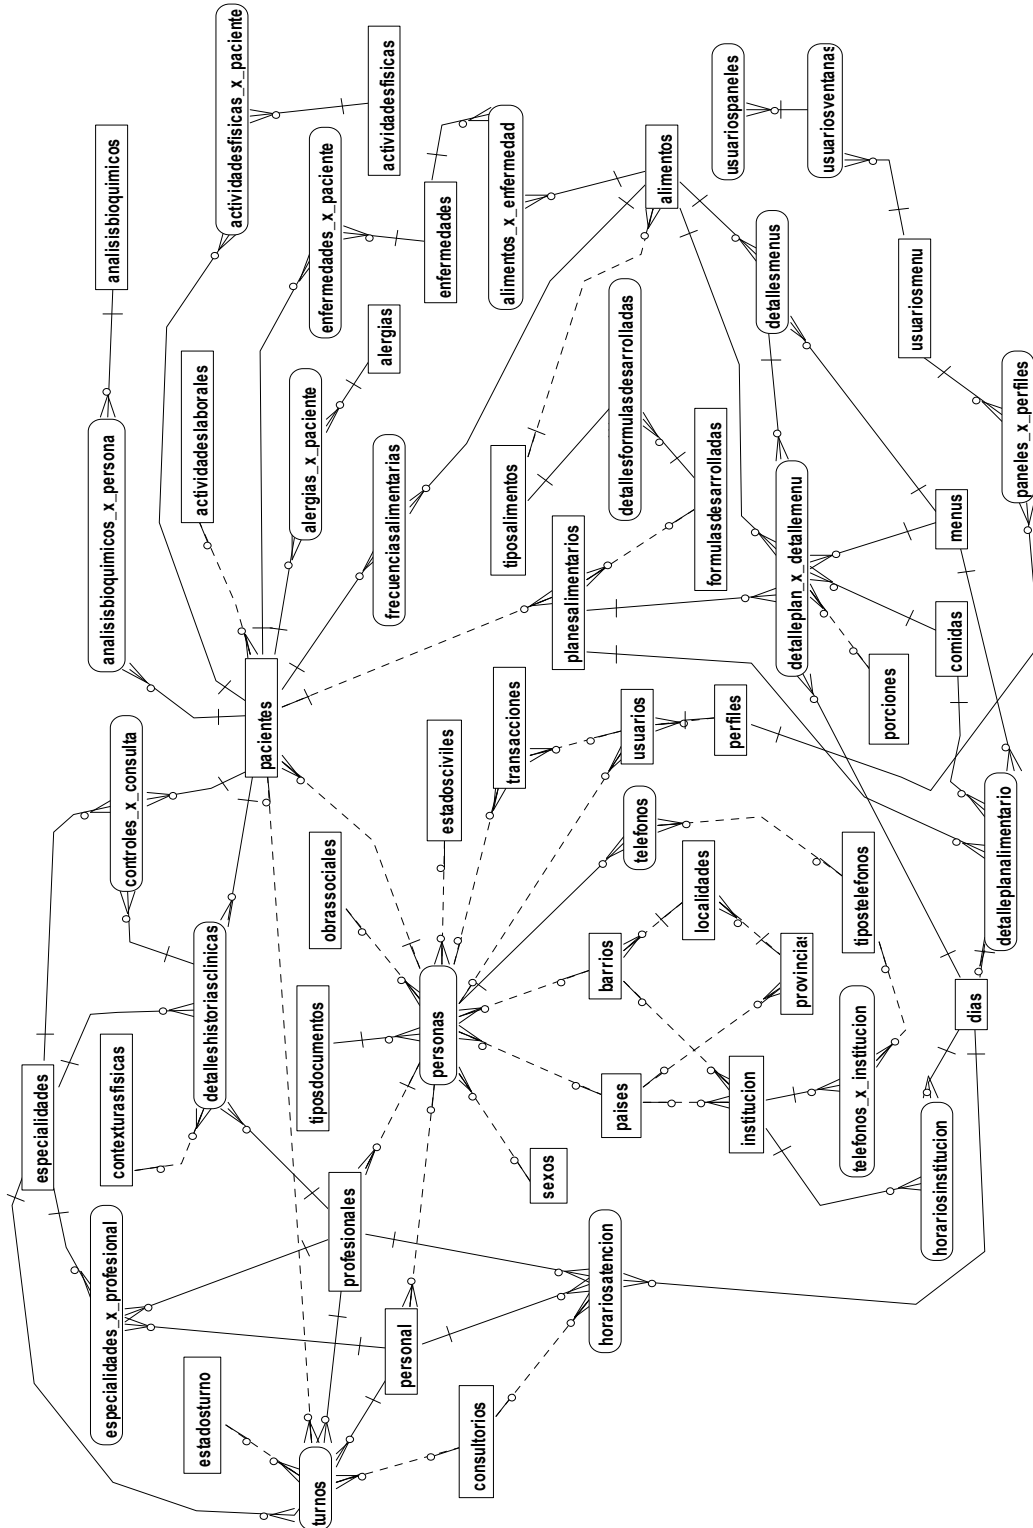 actividadesfisicas_x_paciente
actividadesfisicas
analisisbioquimicos
enfermedades_x_paciente
enfermedades
alimentos_x_enfermedad
alimentos
usuariospaneles
usuariosventanas
actividadeslaborales
alergias_x_paciente
alergias
analisisbioquimicos_x_persona
frecuenciasalimentarias
tiposalimentos
detallesformulasdesarrolladas
formulasdesarrolladas
detallesmenus
usuariosmenu
paneles_x_perfiles
pacientes
planesalimentarios
detalleplan_x_detallemenu
menus
comidas
porciones
controles_x_consulta
estadosciviles
transacciones
usuarios
perfiles
obrassociales
telefonos
detalleshistoriasclinicas
personas
barrios
localidades
provincias
tipostelefonos
detalleplanalimentario
dias
tiposdocumentos
especialidades
contexturasfisicas
paises
institucion
telefonos_x_institucion
horariosinstitucion
sexos
profesionales
especialidades_x_profesional
personal
horariosatencion
estadosturno
consultorios
turnos